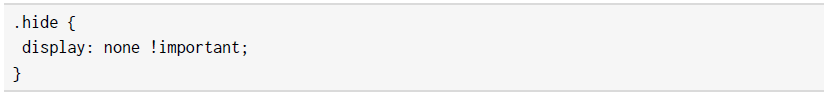 .hide {
 display: none !important;
}